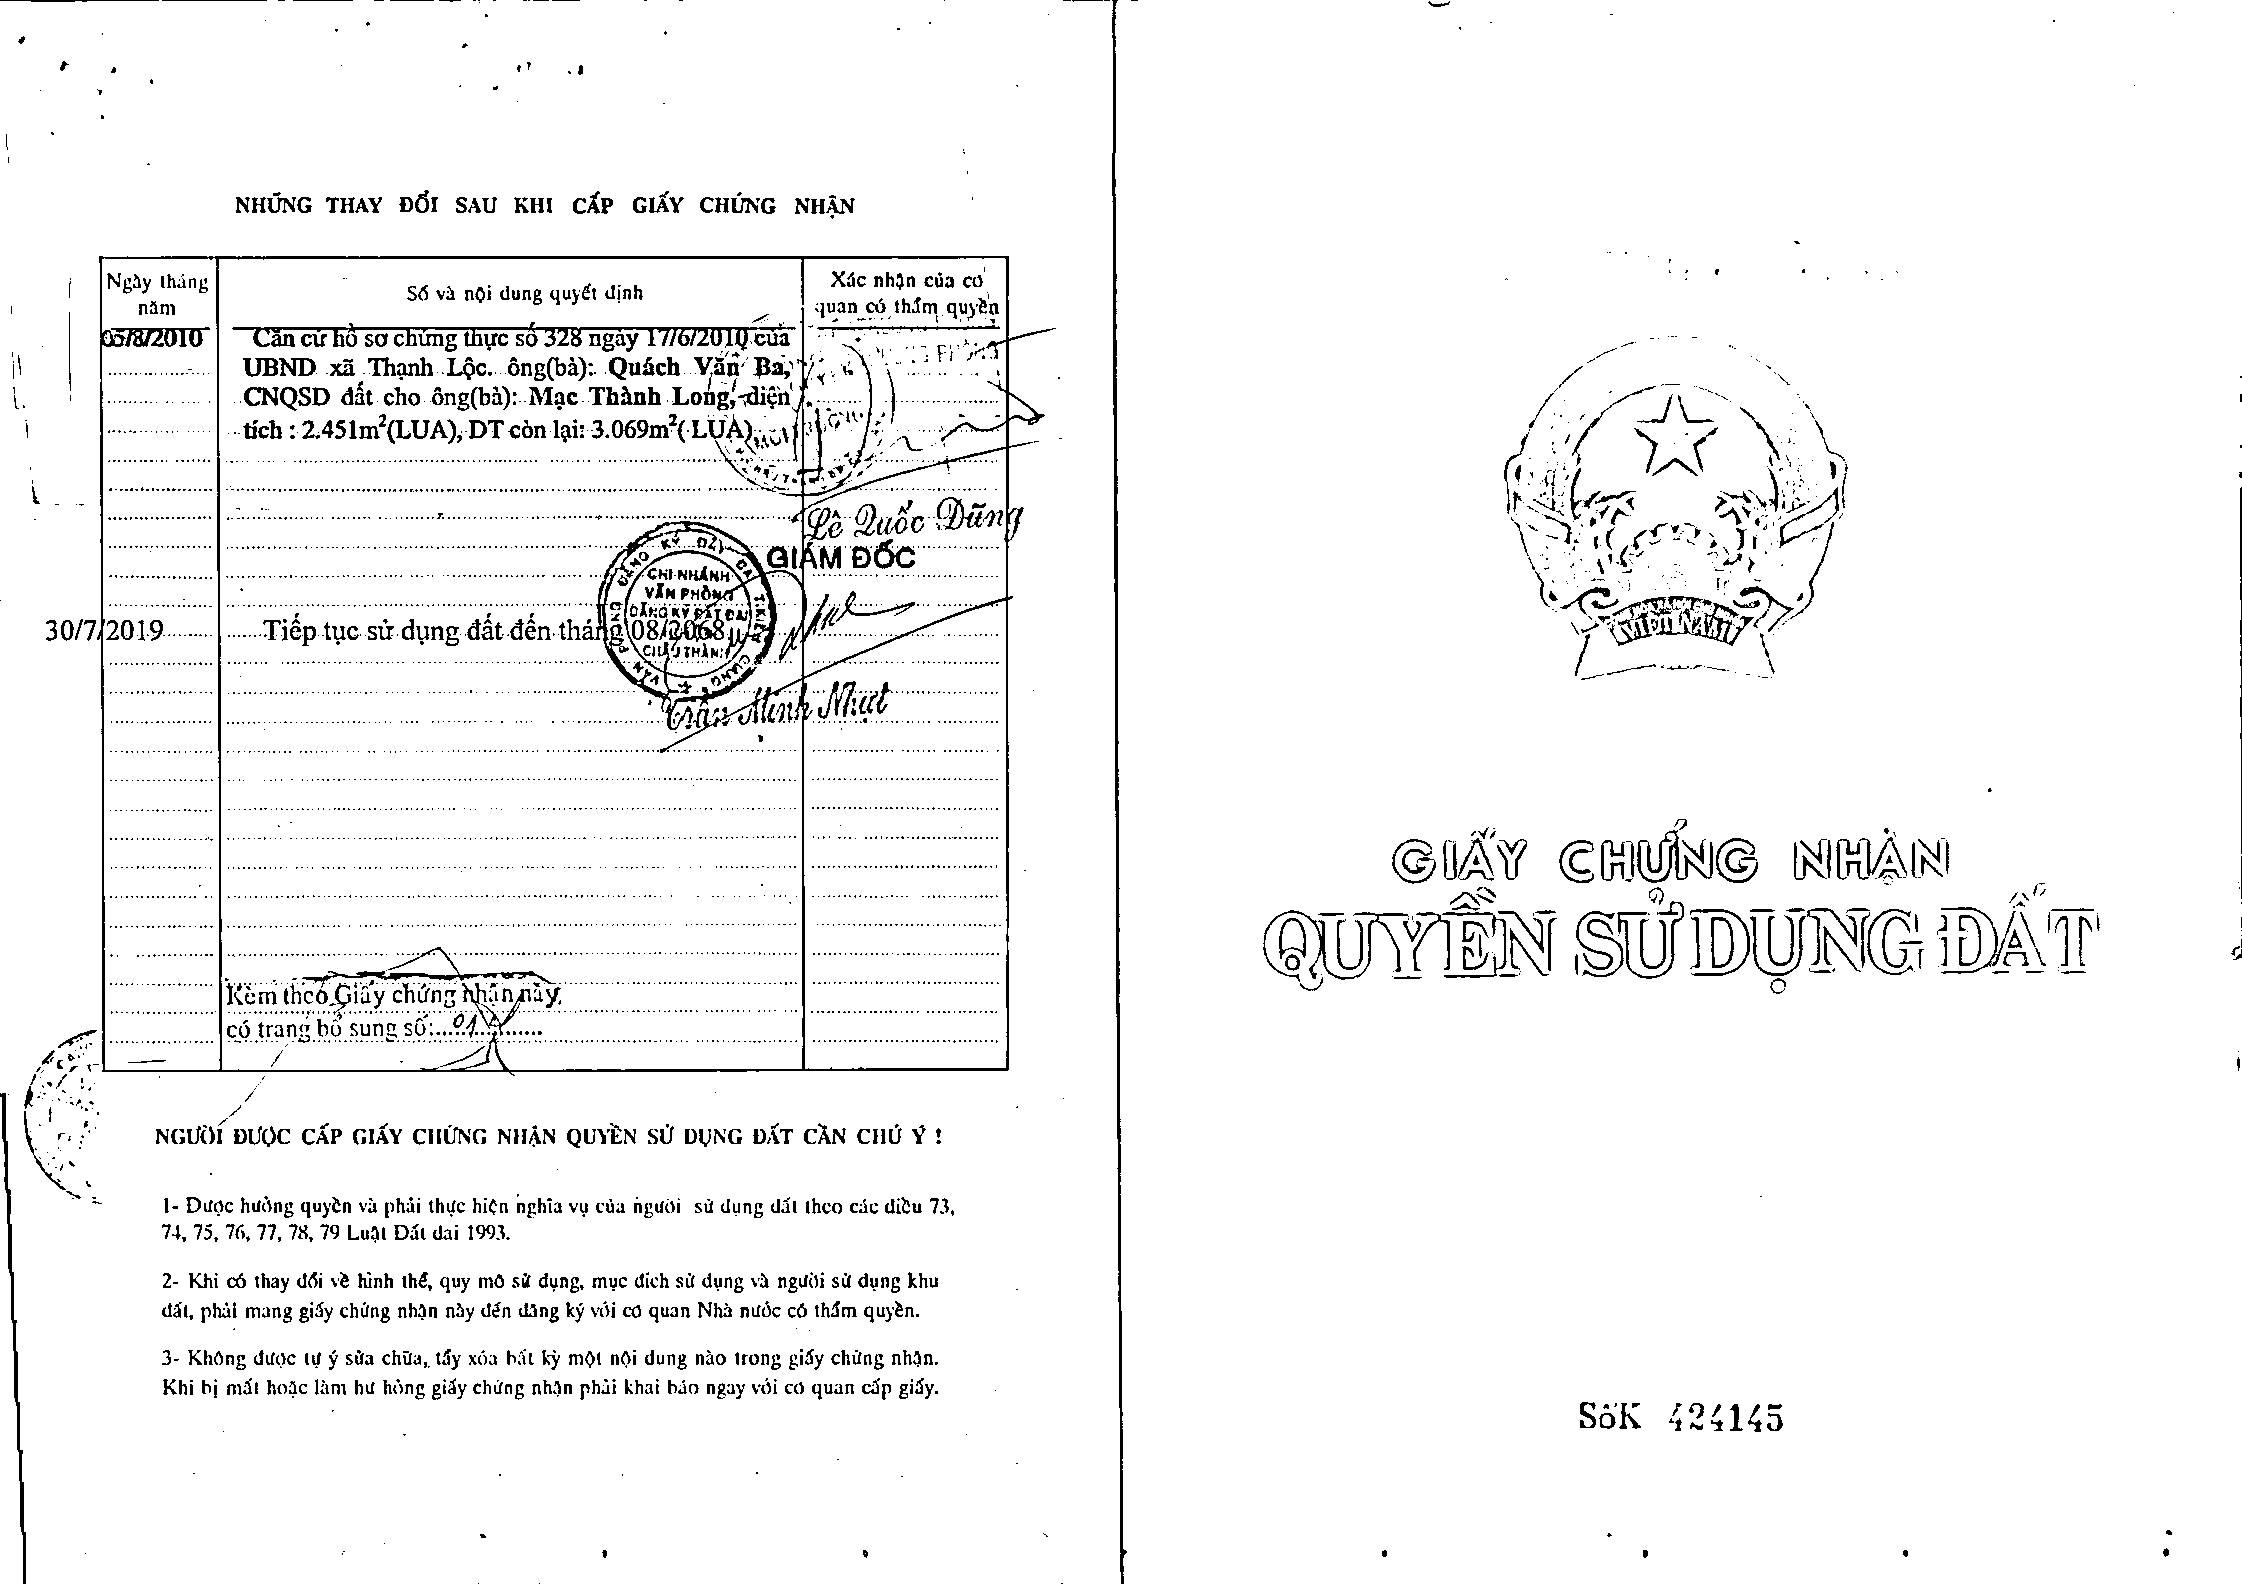 NHỮNG THAY ĐỔI SAU KHI CẤP GIẤY CHỨNG NHẬN
Ngày tháng năm
Số và nội dung quyết định
Xác nhận của cơ quan có thẩm quyền
05/8/2010
Căn cứ hồ sơ chứng thực số 328 ngày 17/6/2010 của
UBND xã Thạnh Lộc. ông(bà): Quách Văn Ba,
CNQSD đất cho ông(bà): Mạc Thành Long, diện
tích : 2.451m²(LUA), DT còn lại: 3.069m²( LUA)
Lê Quốc Dũng
GIÁM ĐỐC
CHI NHÁNH
VĂN PHÒNG
ĐĂNG KÝ ĐẤT ĐAI
CHÂU THÀNH
30/7/2019 Tiếp tục sử dụng đất đến tháng 08/2068
Trần Minh Nhựt
Kèm theo Giấy chứng nhận này,
có trang bổ sung số: 01
NGƯỜI ĐƯỢC CẤP GIẤY CHỨNG NHẬN QUYỀN SỬ DỤNG ĐẤT CẦN CHÚ Ý !
1- Được hưởng quyền và phải thực hiện nghĩa vụ của người sử dụng đất theo các điều 73,
74, 75, 76, 77, 78, 79 Luật Đất đai 1993.
2- Khi có thay đổi về hình thể, quy mô sử dụng, mục đích sử dụng và người sử dụng khu
đất, phải mang giấy chứng nhận này đến đăng ký với cơ quan Nhà nước có thẩm quyền.
3- Không được tự ý sửa chữa, tẩy xóa bất kỳ một nội dung nào trong giấy chứng nhận.
Khi bị mất hoặc làm hư hỏng giấy chứng nhận phải khai báo ngay với cơ quan cấp giấy.
VIỆT NAM
GIẤY CHỨNG NHẬN
QUYỀN SỬ DỤNG ĐẤT
SốK 424145